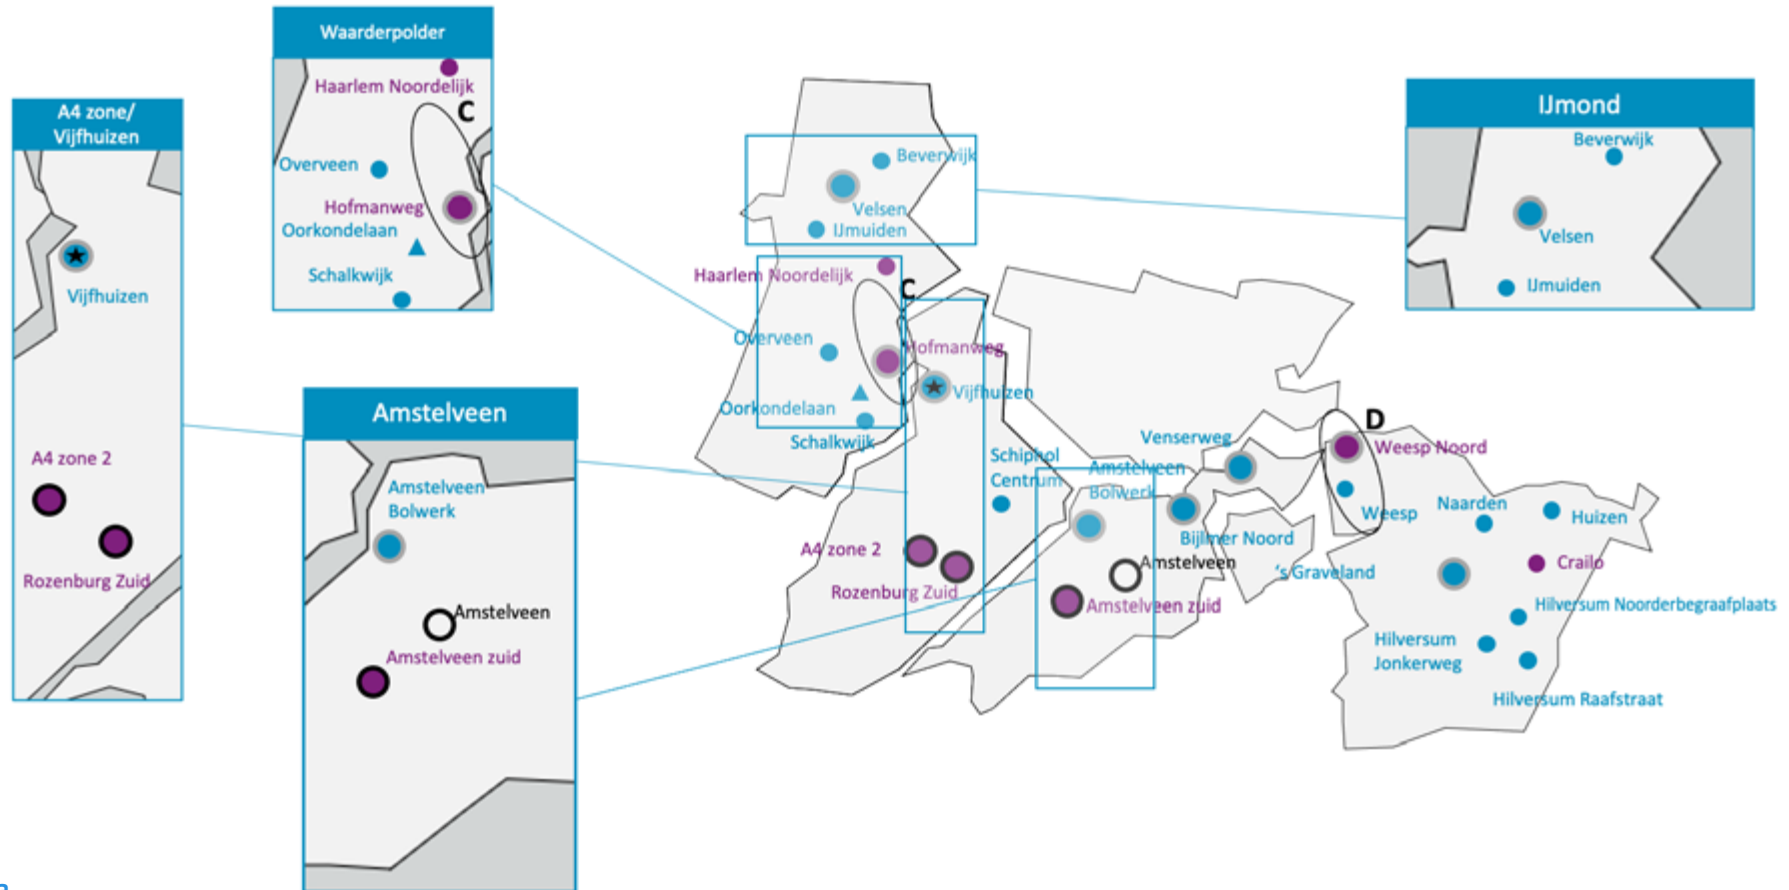 Waarderpolder
Haarlem Noordelijk
C
Overveen
Hofmanweg
Oorkondelaan
Schalkwijk
A4 zone/
Vijfhuizen
Vijfhuizen
A4 zone 2
Rozenburg Zuid
Amstelveen
Amstelveen
Bolwerk
Amstelveen
Amstelveen zuid
IJmond
Beverwijk
Velsen
IJmuiden
Beverwijk
Velsen
IJmuiden
Haarlem Noordelijk
C
Overveen
Hofmanweg
Vijfhuizen
Oorkondelaan
Schalkwijk
Schiphol
Centrum
A4 zone 2
Rozenburg Zuid
Venserweg
Amstelveen
Bolwerk
Bijlmer Noord
Amstelveen
Amstelveen zuid
D
Weesp Noord
Weesp
Naarden
Huizen
's Graveland
Crailo
Hilversum Noorderbegraafplaats
Hilversum
Jonkerweg
Hilversum Raafstraat